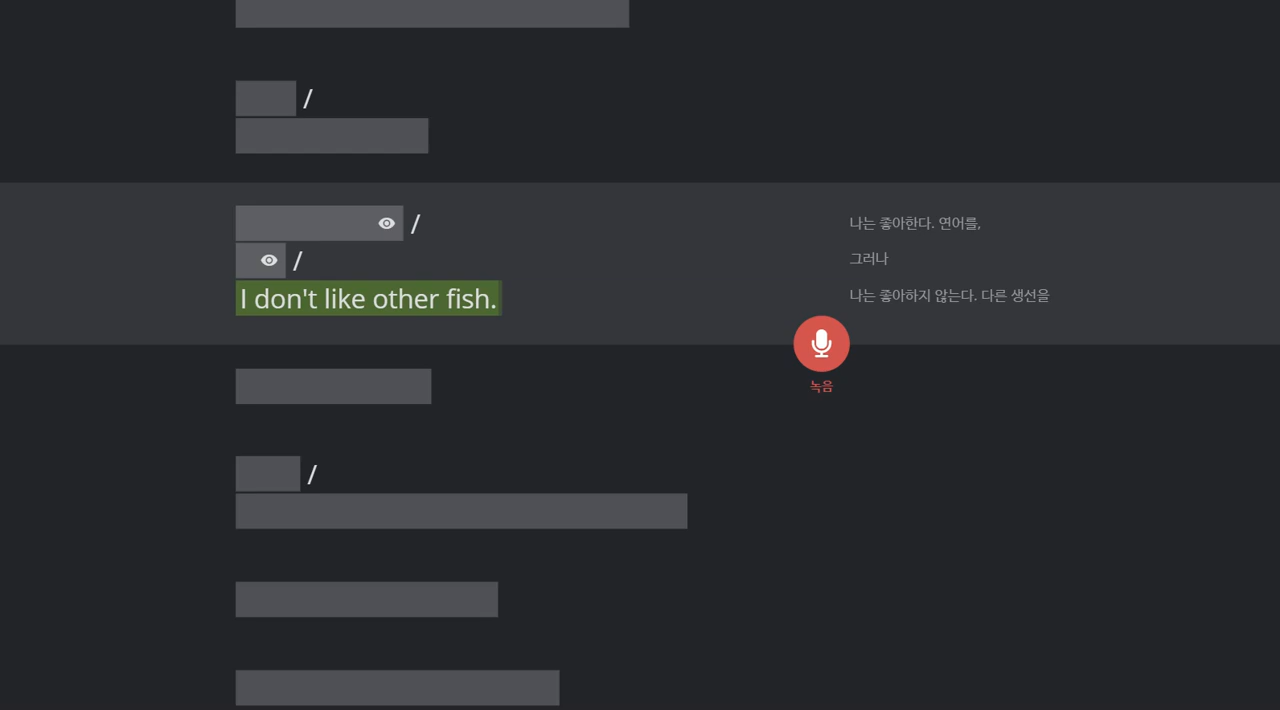 /
/ 나는 좋아한다. 연어를,
/ 그러나
I don't like other fish. 나는 좋아하지 않는다. 다른 생선을
녹음
/